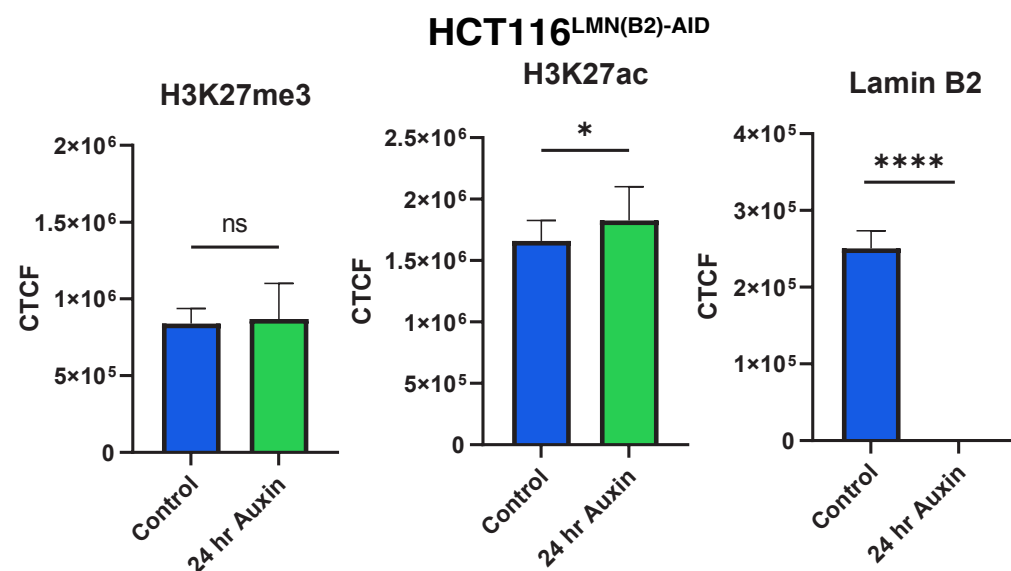 HCT116LMN(B2)-AID
H3K27me3
CTCF
2×10⁶
1.5×10⁶
1×10⁶
5×10⁵
0
ns
Control
24 hr Auxin
H3K27ac
CTCF
2.5×10⁶
2×10⁶
1.5×10⁶
1×10⁶
5×10⁵
0
*
Control
24 hr Auxin
Lamin B2
CTCF
4×10⁵
3×10⁵
2×10⁵
1×10⁵
0
****
Control
24 hr Auxin